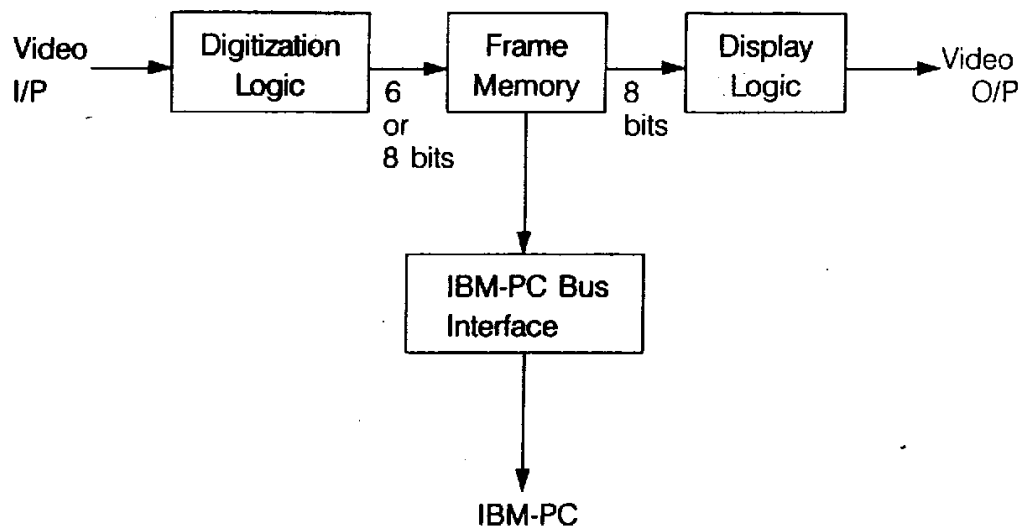 Video
I/P
Digitization
Logic
6
or
8 bits
Frame
Memory
8
bits
Display
Logic
Video
O/P
IBM-PC Bus
Interface
IBM-PC